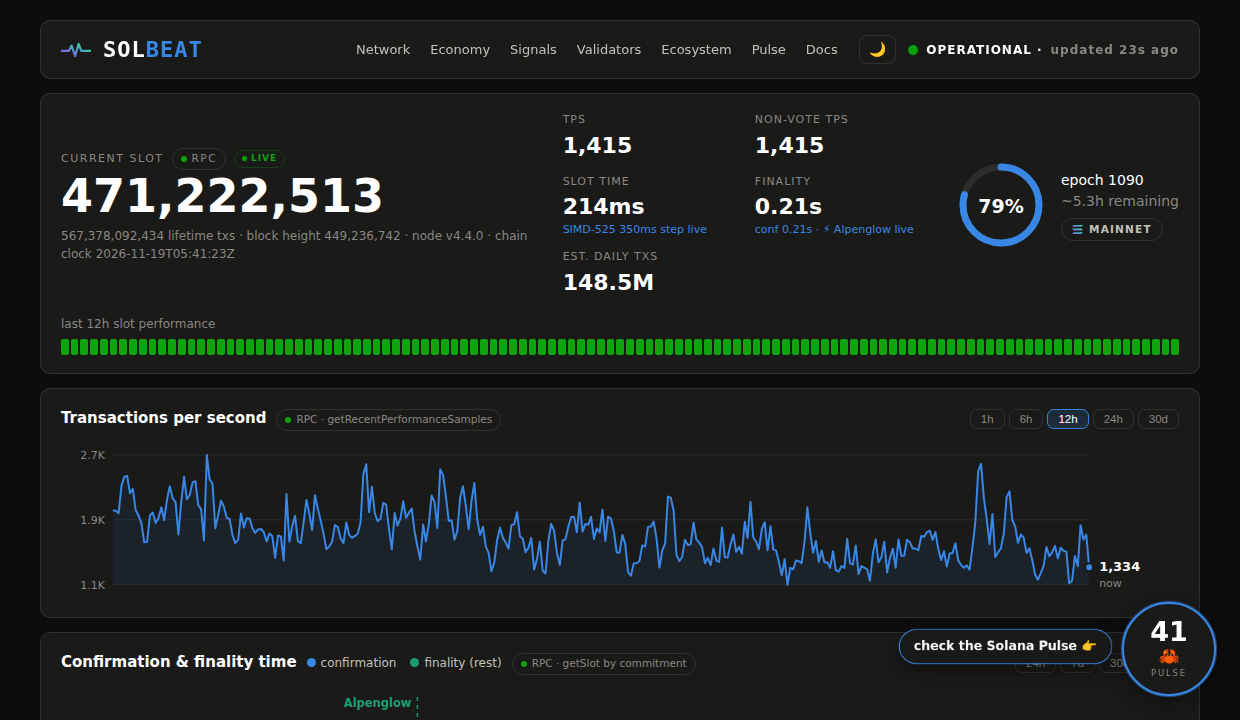 SOLBEAT
Network Economy Signals Validators Ecosystem Pulse Docs 🌙 OPERATIONAL · updated 23s ago
CURRENT SLOT RPC LIVE
471,222,513
567,378,092,434 lifetime txs · block height 449,236,742 · node v4.4.0 · chain
clock 2026-11-19T05:41:23Z
TPS
1,415
NON-VOTE TPS
1,415
SLOT TIME
214ms
SIMD-525 350ms step live
FINALITY
0.21s
conf 0.21s · ⚡ Alpenglow live
EST. DAILY TXS
148.5M
79%
epoch 1090
~5.3h remaining
MAINNET
last 12h slot performance
Transactions per second RPC · getRecentPerformanceSamples
1h 6h 12h 24h 30d
2.7K
1.9K
1.1K
1,334
now
Confirmation & finality time confirmation finality (rest) RPC · getSlot by commitment
24h 7d 30d
Alpenglow
check the Solana Pulse 👉
41
🦀
PULSE